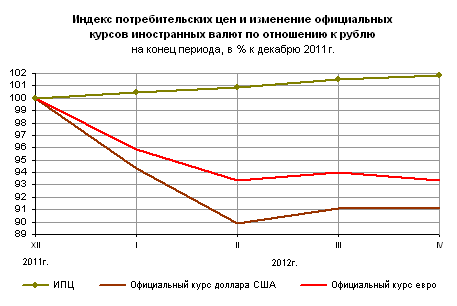 Индекс потребительских цен и изменение официальных
курсов иностранных валют по отношению к рублю
на конец периода, в % к декабрю 2011г.
102
101
100
99
98
97
96
95
94
93
92
91
90
89
XII I II III IV
2011г. 2012г.
ИПЦ Официальный курс доллара США Официальный курс евро